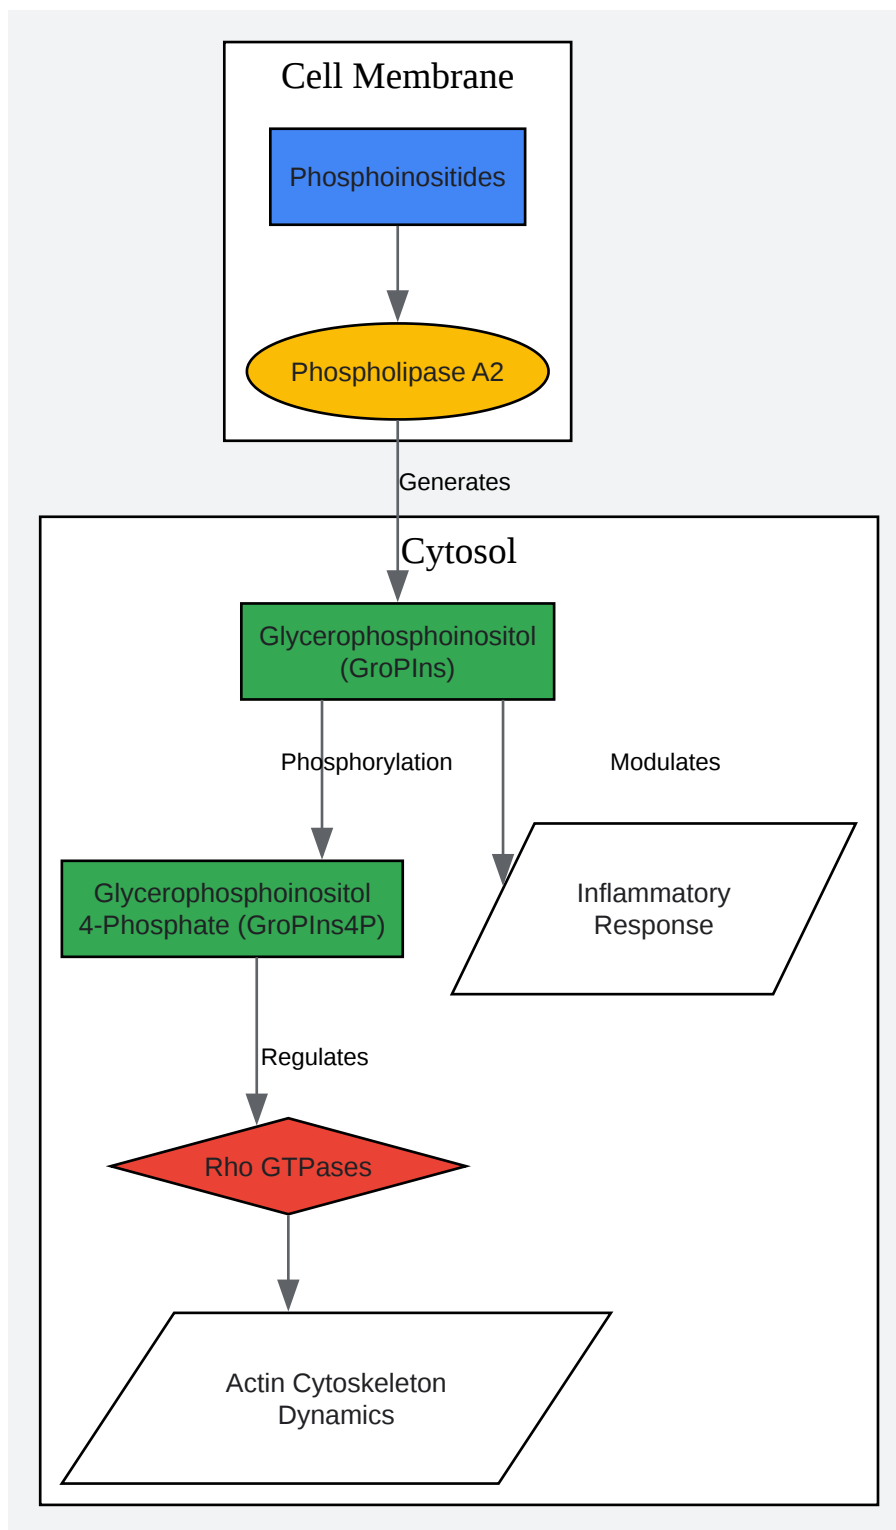 Cell Membrane
Phosphoinositides
Phospholipase A2
Generates
Cytosol
Glycerophosphoinositol
(GroPIns)
Phosphorylation
Modulates
Glycerophosphoinositol
4-Phosphate (GroPIns4P)
Inflammatory
Response
Regulates
Rho GTPases
Actin Cytoskeleton
Dynamics